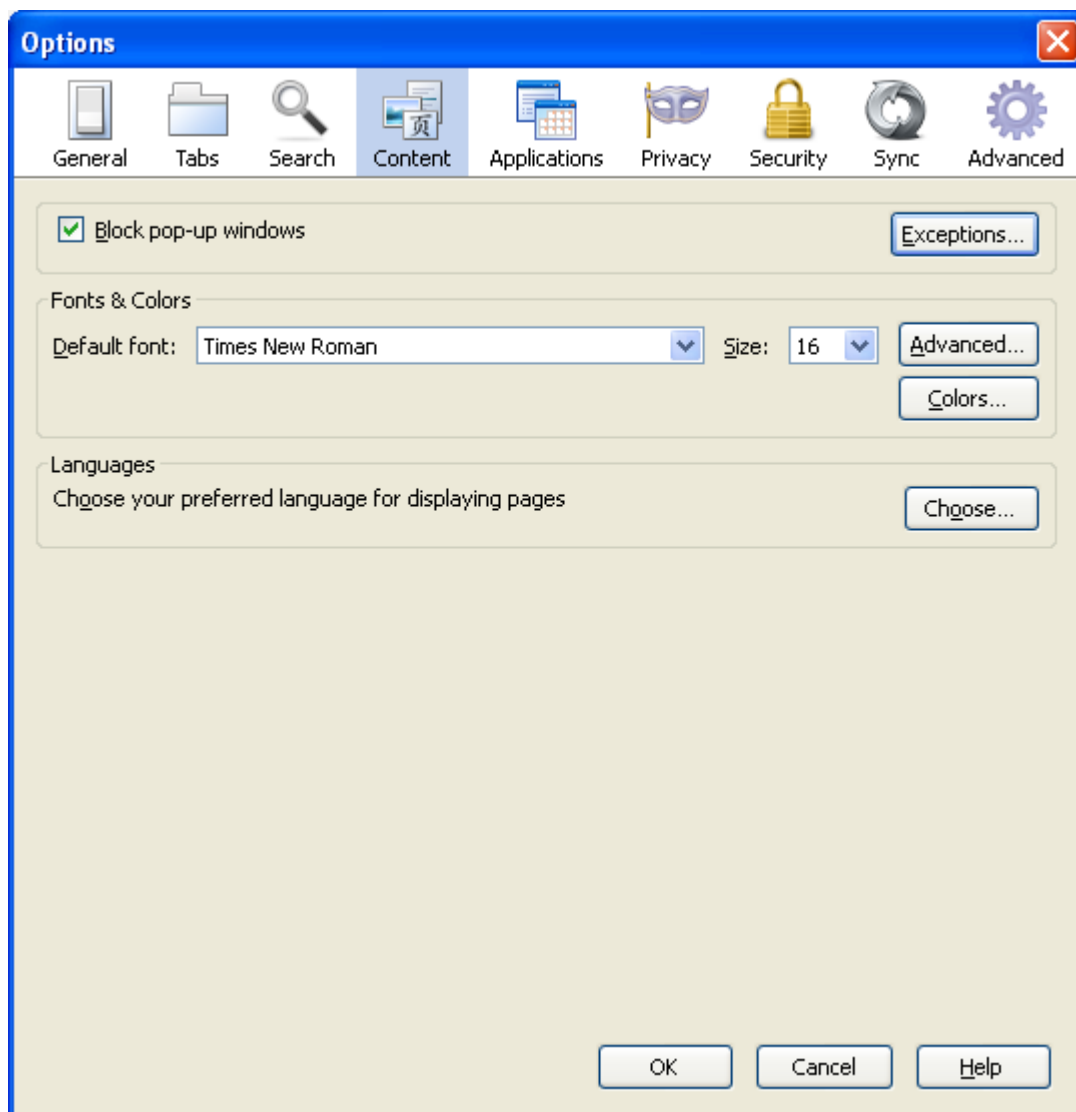 Options
General Tabs Search Content Applications Privacy Security Sync Advanced
页
Block pop-up windows Exceptions...
Fonts & Colors
Default font: Times New Roman Size: 16 Advanced...
Colors...
Languages
Choose your preferred language for displaying pages Choose...
OK Cancel Help